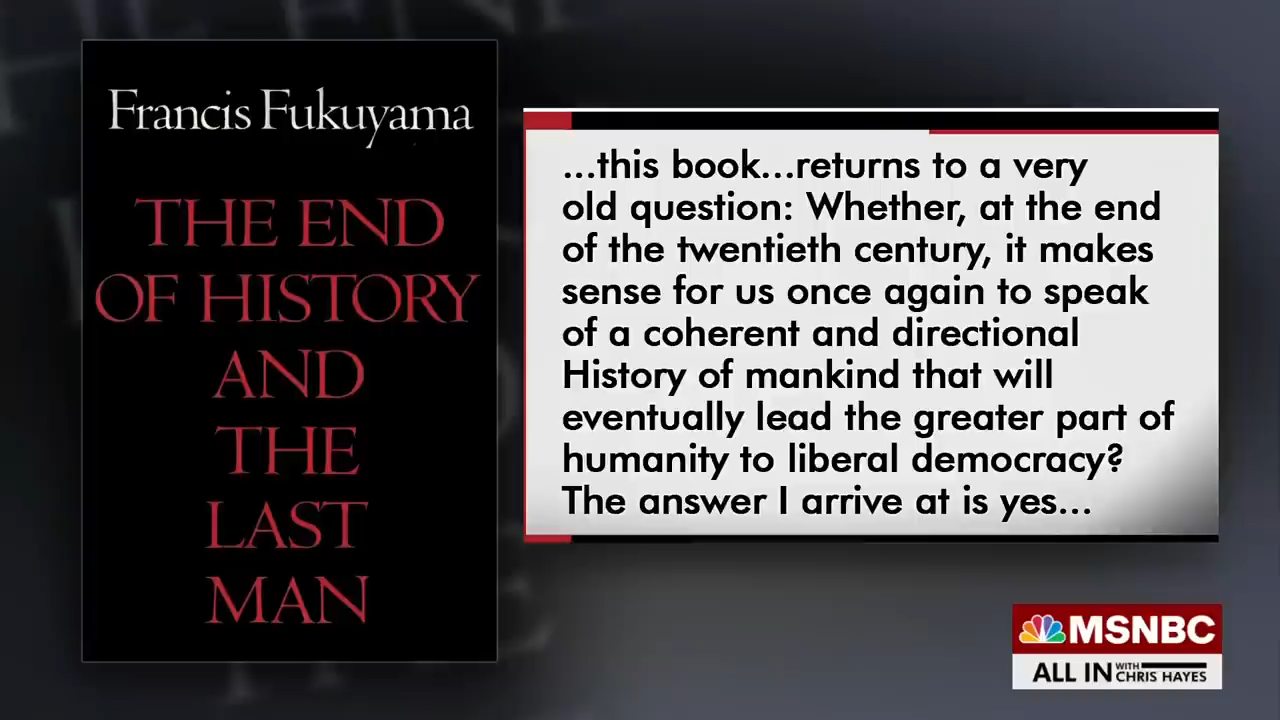 Francis Fukuyama
THE END
OF HISTORY
AND
THE
LAST
MAN
...this book...returns to a very
old question: Whether, at the end
of the twentieth century, it makes
sense for us once again to speak
of a coherent and directional
History of mankind that will
eventually lead the greater part of
humanity to liberal democracy?
The answer I arrive at is yes...
MSNBC
ALL IN WITH CHRIS HAYES